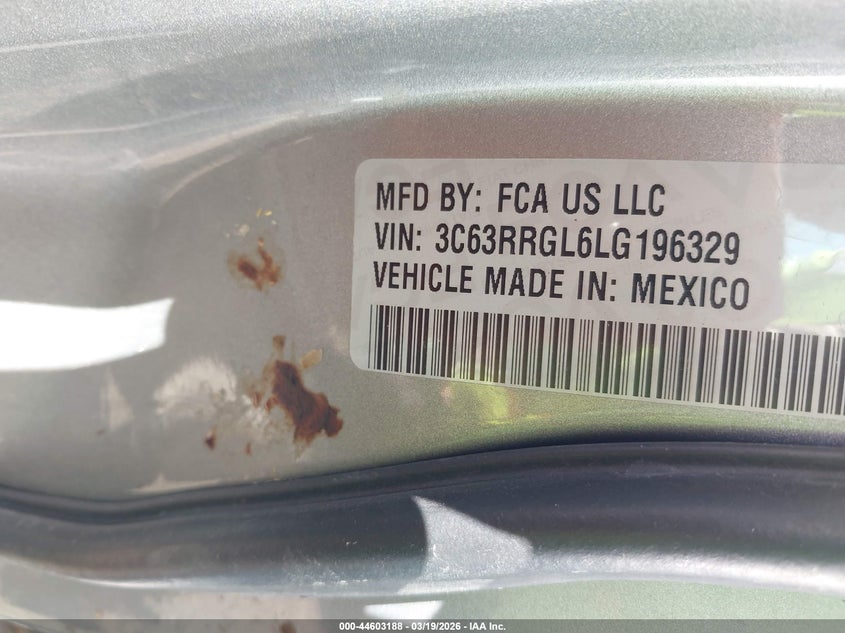 MFD BY: FCA US LLC
VIN: 3C63RRGL6LG196329
VEHICLE MADE IN: MEXICO
000-44603188 - 03/19/2026 - IAA Inc.